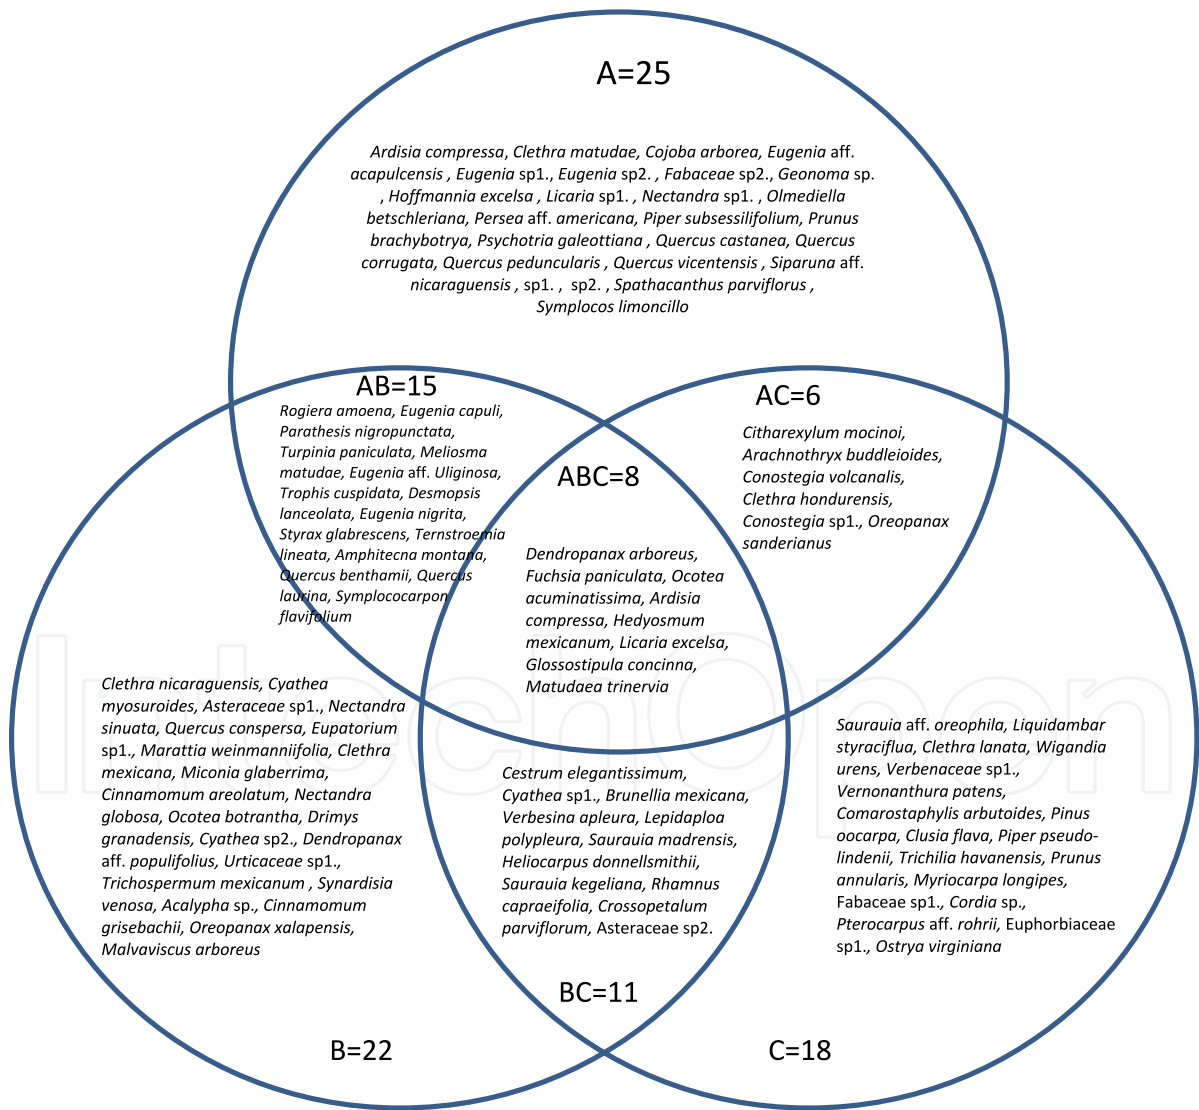 A=25
Ardisia compressa, Clethra matudae, Cojoba arborea, Eugenia aff.
acapulcensis , Eugenia sp1., Eugenia sp2. , Fabaceae sp2., Geonoma sp.
, Hoffmannia excelsa , Licaria sp1. , Nectandra sp1. , Olmediella
betschleriana, Persea aff. americana, Piper subsessilifolium, Prunus
brachybotrya, Psychotria galeottiana , Quercus castanea, Quercus
corrugata, Quercus peduncularis , Quercus vicentensis , Siparuna aff.
nicaraguensis , sp1. , sp2. , Spathacanthus parviflorus ,
Symplocos limoncillo
AB=15
Rogiera amoena, Eugenia capuli,
Parathesis nigropunctata,
Turpinia paniculata, Meliosma
matudae, Eugenia aff. Uliginosa,
Trophis cuspidata, Desmopsis
lanceolata, Eugenia nigrita,
Styrax glabrescens, Ternstroemia
lineata, Amphitecna montana,
Quercus benthamii, Quercus
laurina, Symplococarpon
flavifolium
AC=6
Citharexylum mocinoi,
Arachnothryx buddleioides,
Conostegia volcanalis,
Clethra hondurensis,
Conostegia sp1., Oreopanax
sanderianus
ABC=8
Dendropanax arboreus,
Fuchsia paniculata, Ocotea
acuminatissima, Ardisia
compressa, Hedyosmum
mexicanum, Licaria excelsa,
Glossostipula concinna,
Matudaea trinervia
Clethra nicaraguensis, Cyathea
myosuroides, Asteraceae sp1., Nectandra
sinuata, Quercus conspersa, Eupatorium
sp1., Marattia weinmanniifolia, Clethra
mexicana, Miconia glaberrima,
Cinnamomum areolatum, Nectandra
globosa, Ocotea botrantha, Drimys
granadensis, Cyathea sp2., Dendropanax
aff. populifolius, Urticaceae sp1.,
Trichospermum mexicanum , Synardisia
venosa, Acalypha sp., Cinnamomum
grisebachii, Oreopanax xalapensis,
Malvaviscus arboreus
B=22
Cestrum elegantissimum,
Cyathea sp1., Brunellia mexicana,
Verbesina apleura, Lepidaploa
polypleura, Saurauia madrensis,
Heliocarpus donnellsmithii,
Saurauia kegeliana, Rhamnus
capraeifolia, Crossopetalum
parviflorum, Asteraceae sp2.
BC=11
Saurauia aff. oreophila, Liquidambar
styraciflua, Clethra lanata, Wigandia
urens, Verbenaceae sp1.,
Vernonanthura patens,
Comarostaphylis arbutoides, Pinus
oocarpa, Clusia flava, Piper pseudo-
lindenii, Trichilia havanensis, Prunus
annularis, Myriocarpa longipes,
Fabaceae sp1., Cordia sp.,
Pterocarpus aff. rohrii, Euphorbiaceae
sp1., Ostrya virginiana
C=18
IntechOpen